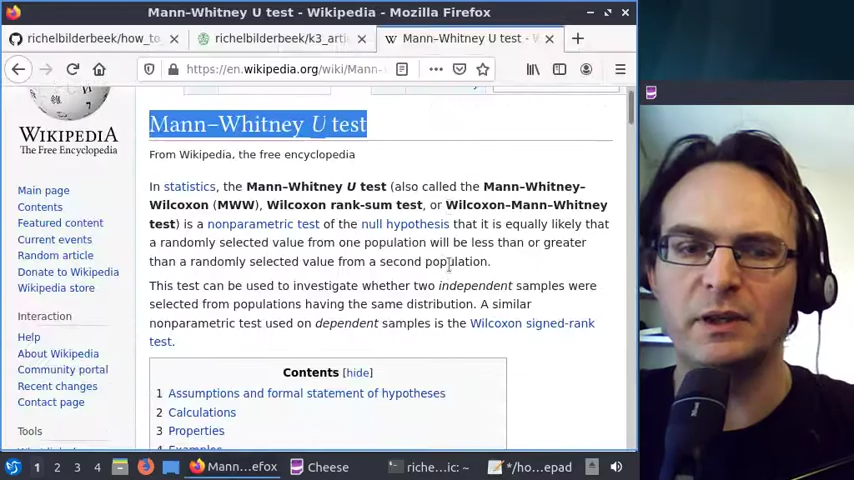 Mann–Whitney U test - Wikipedia - Mozilla Firefox
richelbilderbeek/how_to
richelbilderbeek/k3_arti
Mann–Whitney U test -
https://en.wikipedia.org/wiki/Mann-
WIKIPEDIA
The Free Encyclopedia
Main page
Contents
Featured content
Current events
Random article
Donate to Wikipedia
Wikipedia store
Interaction
Help
About Wikipedia
Community portal
Recent changes
Contact page
Tools
Mann–Whitney U test
From Wikipedia, the free encyclopedia
In statistics, the Mann–Whitney U test (also called the Mann–Whitney–
Wilcoxon (MWW), Wilcoxon rank-sum test, or Wilcoxon–Mann–Whitney
test) is a nonparametric test of the null hypothesis that it is equally likely that
a randomly selected value from one population will be less than or greater
than a randomly selected value from a second population.
This test can be used to investigate whether two independent samples were
selected from populations having the same distribution. A similar
nonparametric test used on dependent samples is the Wilcoxon signed-rank
test.
Contents [hide]
1 Assumptions and formal statement of hypotheses
2 Calculations
3 Properties
4 Examples
1 2 3 4
Mann...efox
Cheese
riche...ic: ~
*/ho...epad